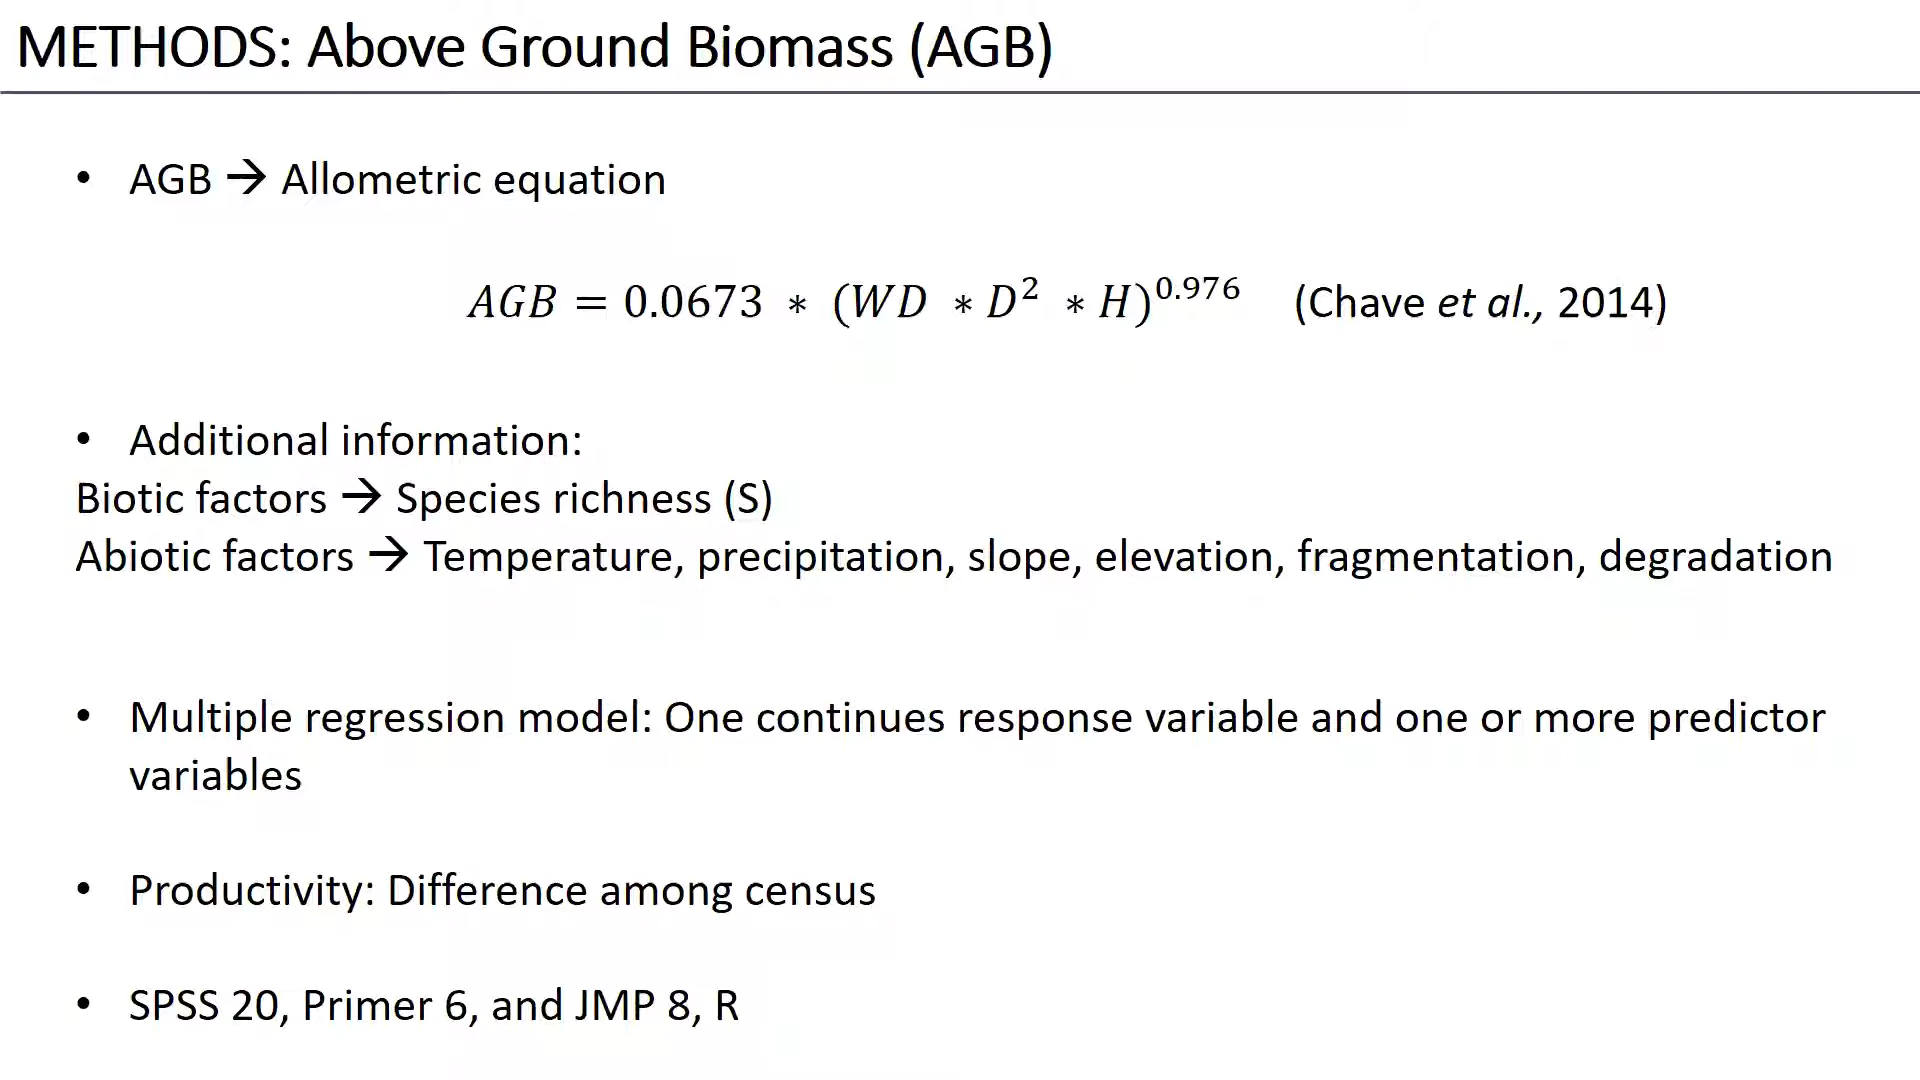 METHODS: Above Ground Biomass (AGB)
• AGB → Allometric equation
AGB = 0.0673 * (WD * D² * H)^0.976 (Chave et al., 2014)
• Additional information:
Biotic factors → Species richness (S)
Abiotic factors → Temperature, precipitation, slope, elevation, fragmentation, degradation
• Multiple regression model: One continues response variable and one or more predictor
variables
• Productivity: Difference among census
• SPSS 20, Primer 6, and JMP 8, R